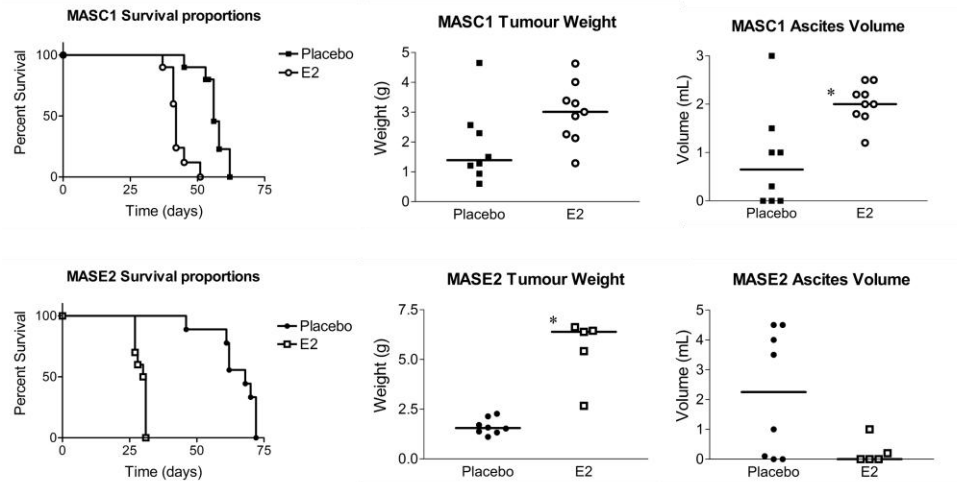 MASC1 Survival proportions
Percent Survival
100
50
0
0
25
50
75
Time (days)
Placebo
E2
MASC1 Tumour Weight
Weight (g)
5
4
3
2
1
0
Placebo
E2
MASC1 Ascites Volume
Volume (mL)
3
2
1
0
*
Placebo
E2
MASE2 Survival proportions
Percent Survival
100
50
0
0
25
50
75
Time (days)
Placebo
E2
MASE2 Tumour Weight
Weight (g)
7.5
5.0
2.5
0.0
*
Placebo
E2
MASE2 Ascites Volume
Volume (mL)
5
4
3
2
1
0
Placebo
E2